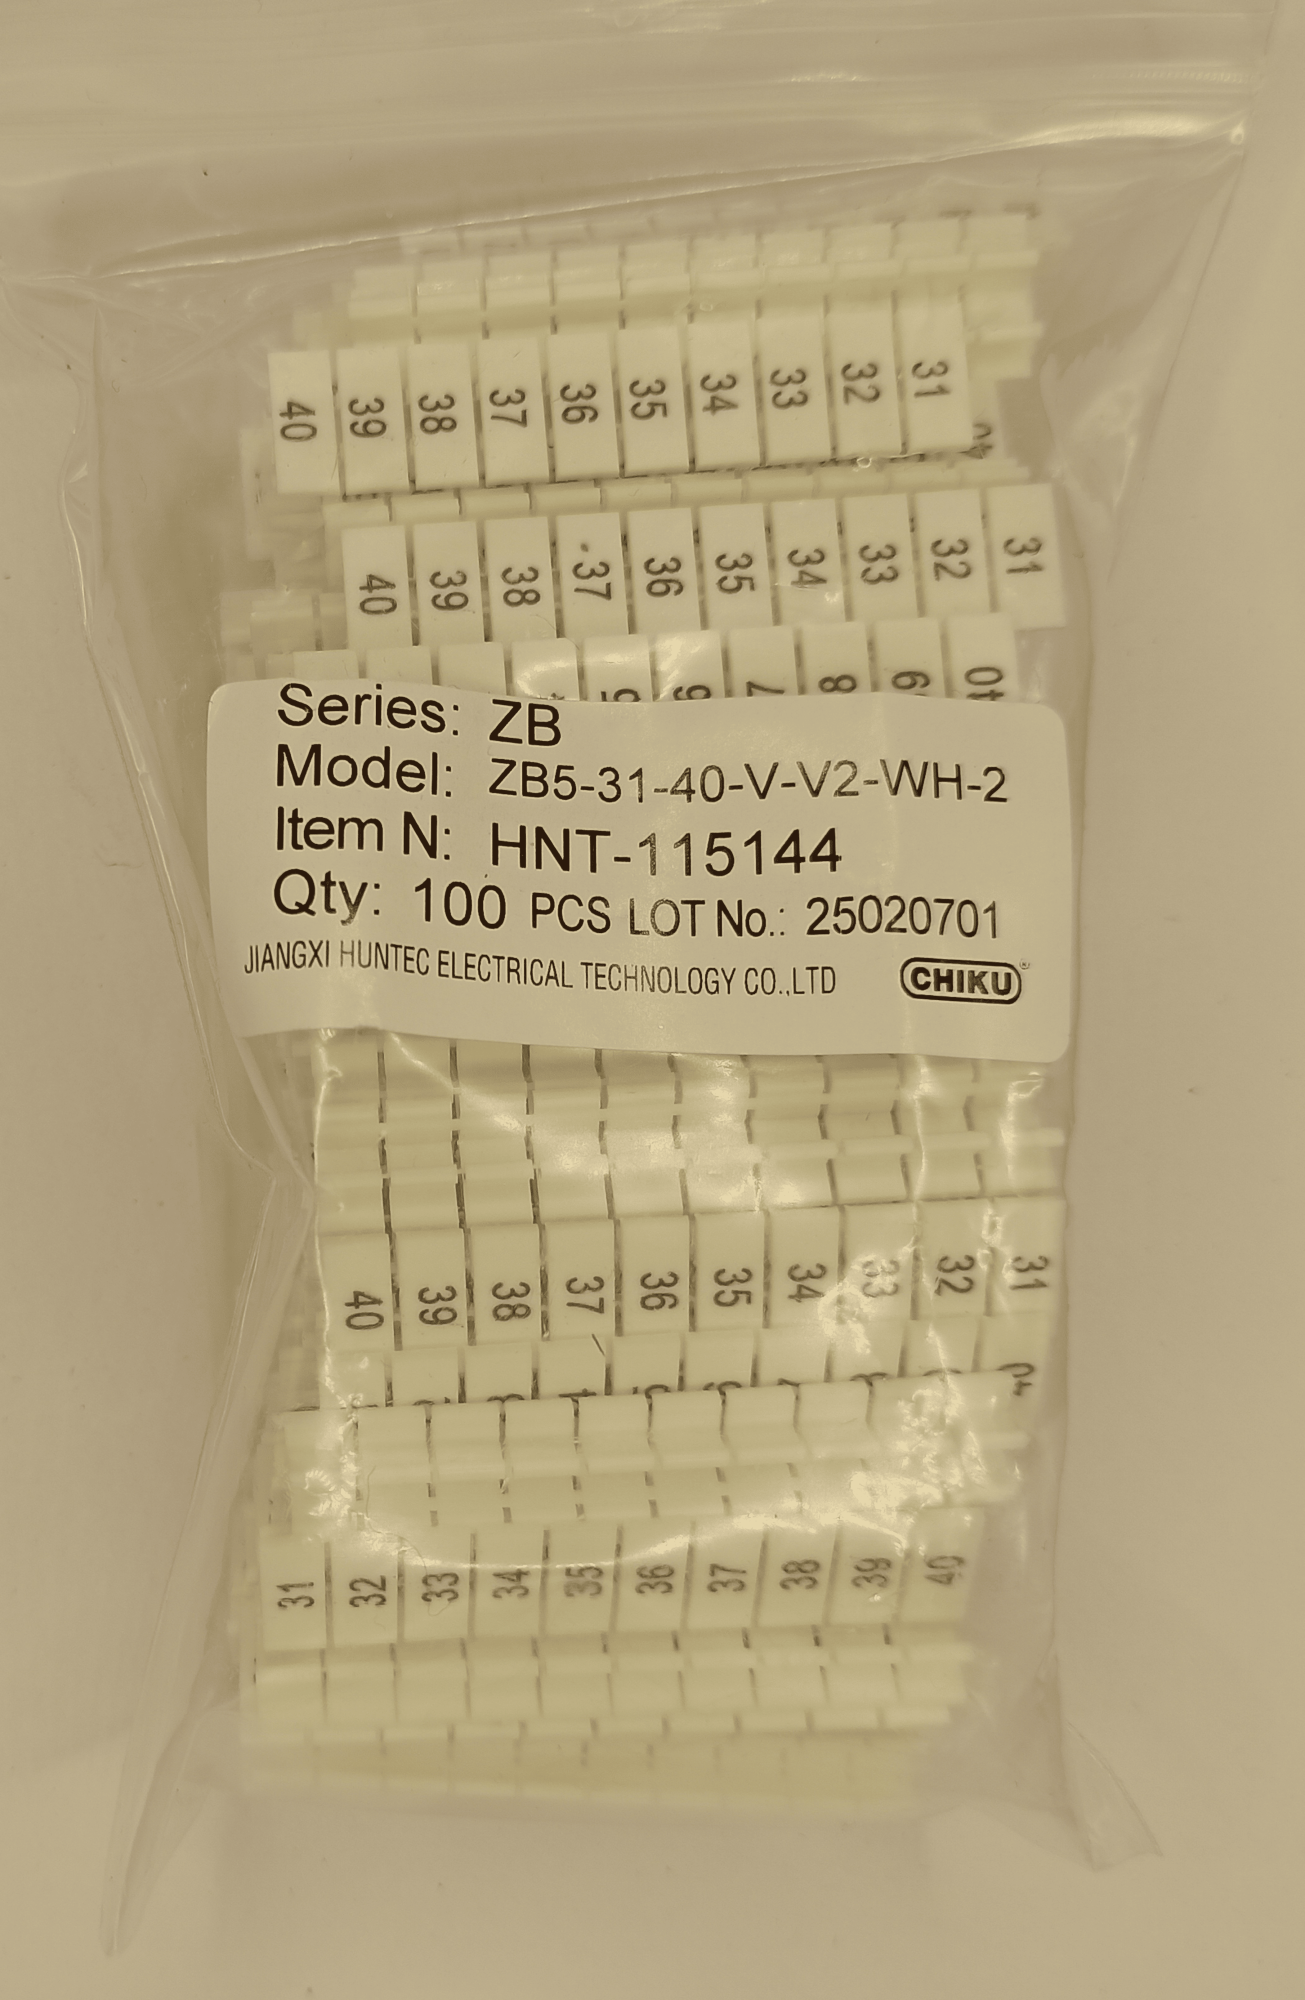 40 39 38 37 36 35 34 33 32 31
40 39 38 37 36 35 34 33 32 31
Series: ZB
Model: ZB5-31-40-V-V2-WH-2
Item N: HNT-115144
Qty: 100 PCS LOT No.: 25020701
JIANGXI HUNTEC ELECTRICAL TECHNOLOGY CO.,LTD CHIKU®
40 39 38 37 36 35 34 33 32 31
31 32 33 34 35 36 37 38 39 40